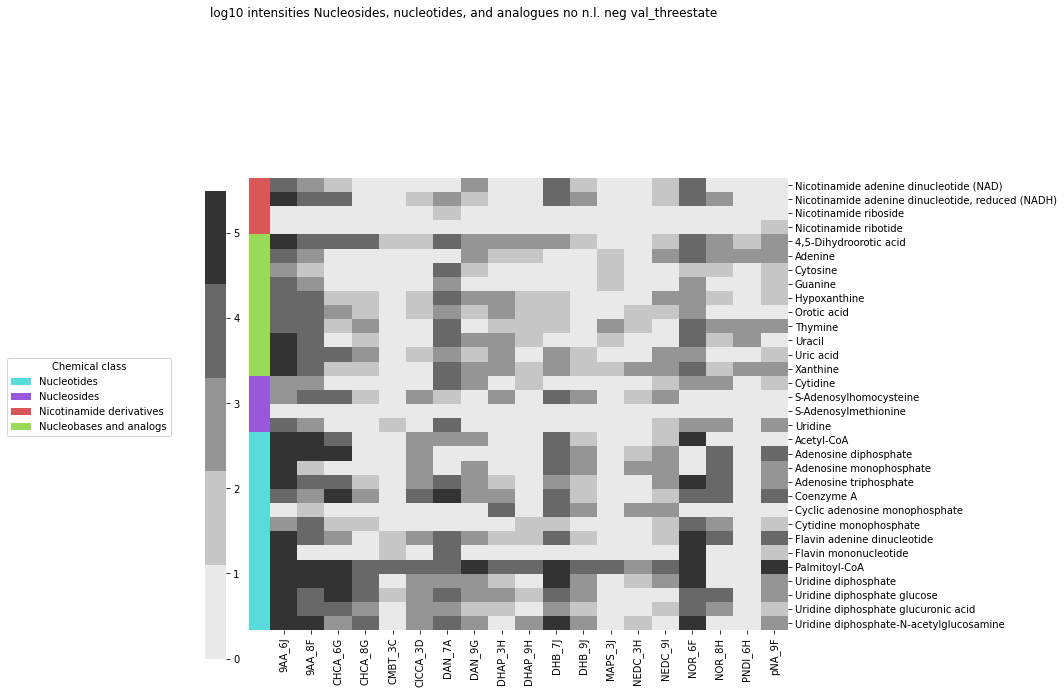 log10 intensities Nucleosides, nucleotides, and analogues no n.l. neg val_threestate
Chemical class
Nucleotides
Nucleosides
Nicotinamide derivatives
Nucleobases and analogs
5
4
3
2
1
0
Nicotinamide adenine dinucleotide (NAD)
Nicotinamide adenine dinucleotide, reduced (NADH)
Nicotinamide riboside
Nicotinamide ribotide
4,5-Dihydroorotic acid
Adenine
Cytosine
Guanine
Hypoxanthine
Orotic acid
Thymine
Uracil
Uric acid
Xanthine
Cytidine
S-Adenosylhomocysteine
S-Adenosylmethionine
Uridine
Acetyl-CoA
Adenosine diphosphate
Adenosine monophosphate
Adenosine triphosphate
Coenzyme A
Cyclic adenosine monophosphate
Cytidine monophosphate
Flavin adenine dinucleotide
Flavin mononucleotide
Palmitoyl-CoA
Uridine diphosphate
Uridine diphosphate glucose
Uridine diphosphate glucuronic acid
Uridine diphosphate-N-acetylglucosamine
9AA_6J
9AA_8F
CHCA_6G
CHCA_8G
CMBT_3C
ClCCA_3D
DAN_7A
DAN_9G
DHAP_3H
DHAP_9H
DHB_7J
DHB_9J
MAPS_3J
NEDC_3H
NEDC_9I
NOR_6F
NOR_8H
PNDI_6H
pNA_9F